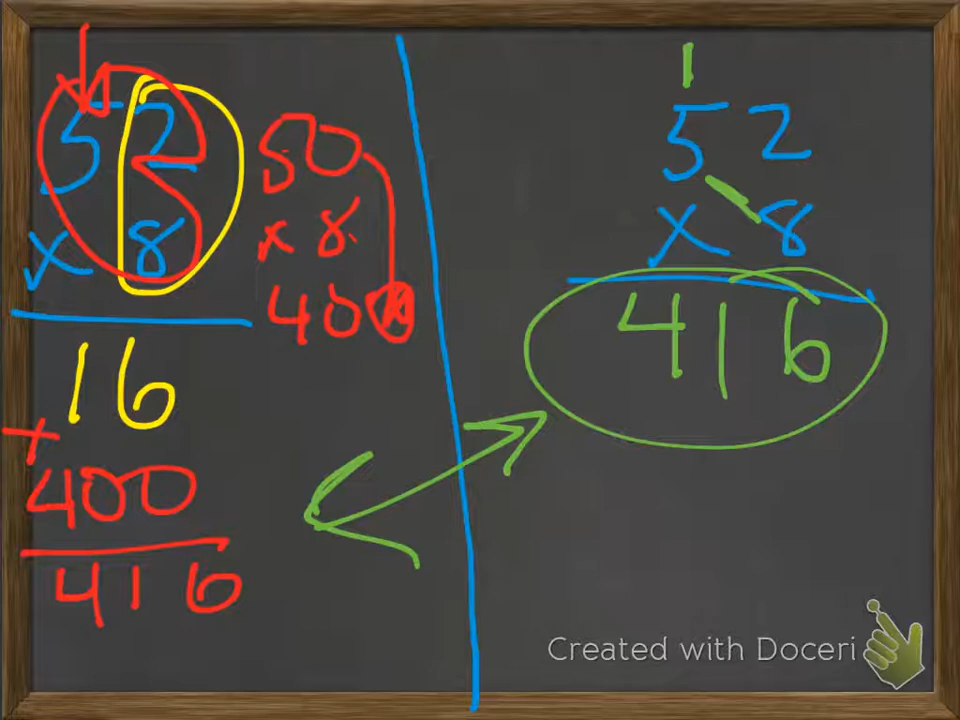 52
x 8
16
+
400
416
50
x 8
400
1
52
x 8
416
Created with Doceri